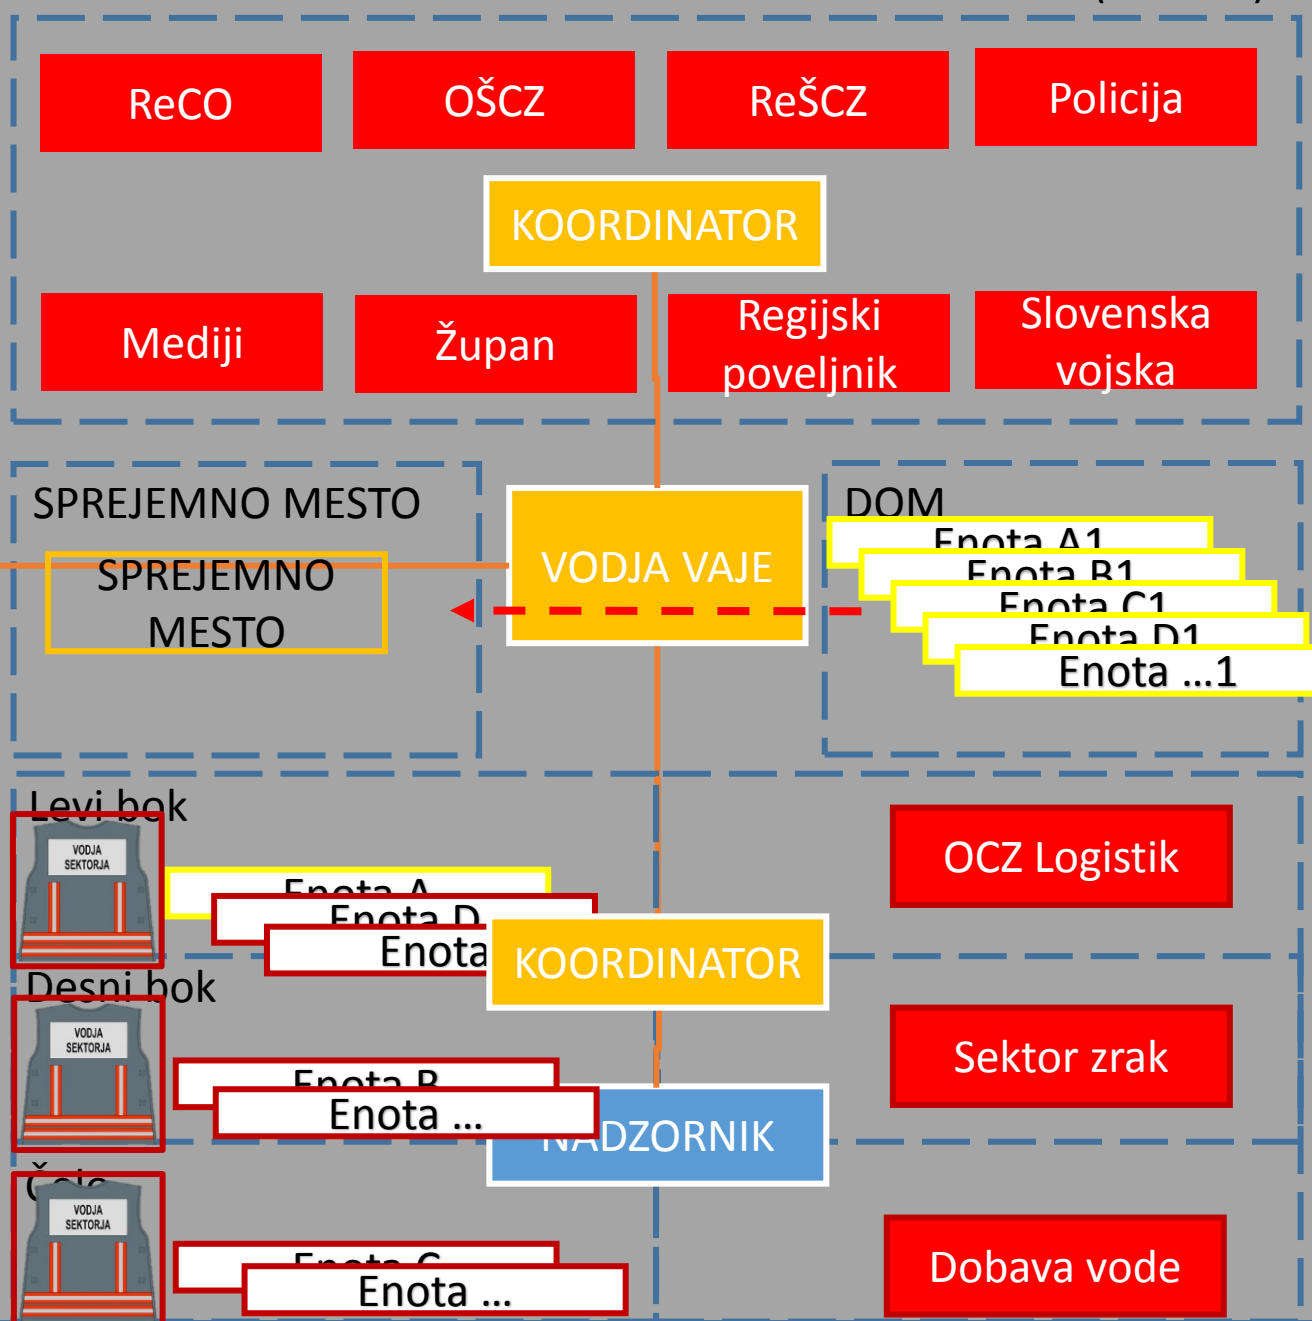 ReCO
OŠCZ
ReŠCZ
Policija
KOORDINATOR
Mediji
Župan
Regijski
poveljnik
Slovenska
vojska
SPREJEMNO MESTO
SPREJEMNO
MESTO
VODJA VAJE
DOM
Enota A1
Enota B1
Enota C1
Enota D1
Enota ...1
Levi bok
VODJA
SEKTORJA
Enota A
Enota D
Enota
KOORDINATOR
OCZ Logistik
Desni bok
VODJA
SEKTORJA
Enota B
Enota ...
NADZORNIK
Sektor zrak
Čelo
VODJA
SEKTORJA
Enota C
Enota ...
Dobava vode